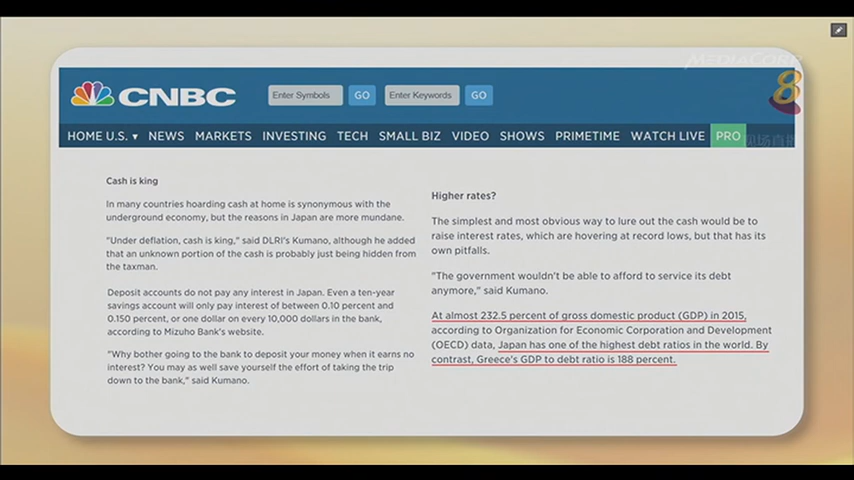 MEDIACORP
8
CNBC
Enter Symbols
GO
Enter Keywords
GO
HOME U.S. ▾ NEWS MARKETS INVESTING TECH SMALL BIZ VIDEO SHOWS PRIMETIME WATCH LIVE PRO
现场直播
Cash is king
In many countries hoarding cash at home is synonymous with the
underground economy, but the reasons in Japan are more mundane.
"Under deflation, cash is king," said DLRI's Kumano, although he added
that an unknown portion of the cash is probably just being hidden from
the taxman.
Deposit accounts do not pay any interest in Japan. Even a ten-year
savings account will only pay interest of between 0.10 percent and
0.150 percent, or one dollar on every 10,000 dollars in the bank,
according to Mizuho Bank's website.
"Why bother going to the bank to deposit your money when it earns no
interest? You may as well save yourself the effort of taking the trip
down to the bank," said Kumano.
Higher rates?
The simplest and most obvious way to lure out the cash would be to
raise interest rates, which are hovering at record lows, but that has its
own pitfalls.
"The government wouldn't be able to afford to service its debt
anymore," said Kumano.
At almost 232.5 percent of gross domestic product (GDP) in 2015,
according to Organization for Economic Corporation and Development
(OECD) data, Japan has one of the highest debt ratios in the world. By
contrast, Greece's GDP to debt ratio is 188 percent.